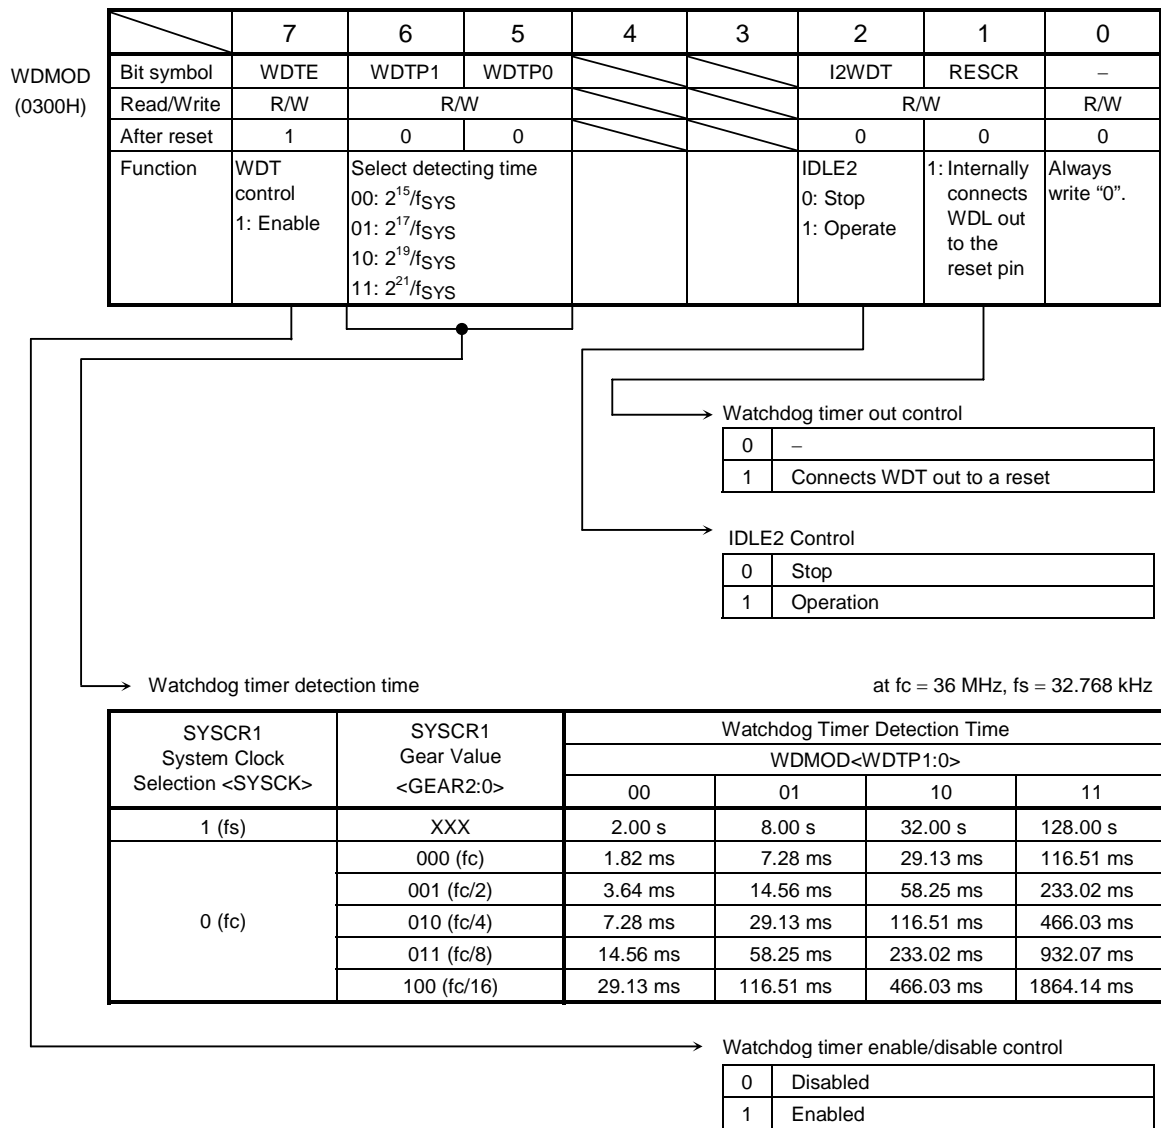 7 6 5 4 3 2 1 0
WDMOD
(0300H)
Bit symbol WDTE WDTP1 WDTP0 I2WDT RESCR −
Read/Write R/W R/W R/W R/W
After reset 1 0 0 0 0 0
Function
WDT
control
1: Enable
Select detecting time
00: 2^15/fSYS
01: 2^17/fSYS
10: 2^19/fSYS
11: 2^21/fSYS
IDLE2
0: Stop
1: Operate
1: Internally
connects
WDL out
to the
reset pin
Always
write “0”.
Watchdog timer out control
0 −
1 Connects WDT out to a reset
IDLE2 Control
0 Stop
1 Operation
Watchdog timer detection time
at fc = 36 MHz, fs = 32.768 kHz
SYSCR1
System Clock
Selection <SYSCK>
SYSCR1
Gear Value
<GEAR2:0>
Watchdog Timer Detection Time
WDMOD<WDTP1:0>
00 01 10 11
1 (fs) XXX 2.00 s 8.00 s 32.00 s 128.00 s
0 (fc)
000 (fc) 1.82 ms 7.28 ms 29.13 ms 116.51 ms
001 (fc/2) 3.64 ms 14.56 ms 58.25 ms 233.02 ms
010 (fc/4) 7.28 ms 29.13 ms 116.51 ms 466.03 ms
011 (fc/8) 14.56 ms 58.25 ms 233.02 ms 932.07 ms
100 (fc/16) 29.13 ms 116.51 ms 466.03 ms 1864.14 ms
Watchdog timer enable/disable control
0 Disabled
1 Enabled